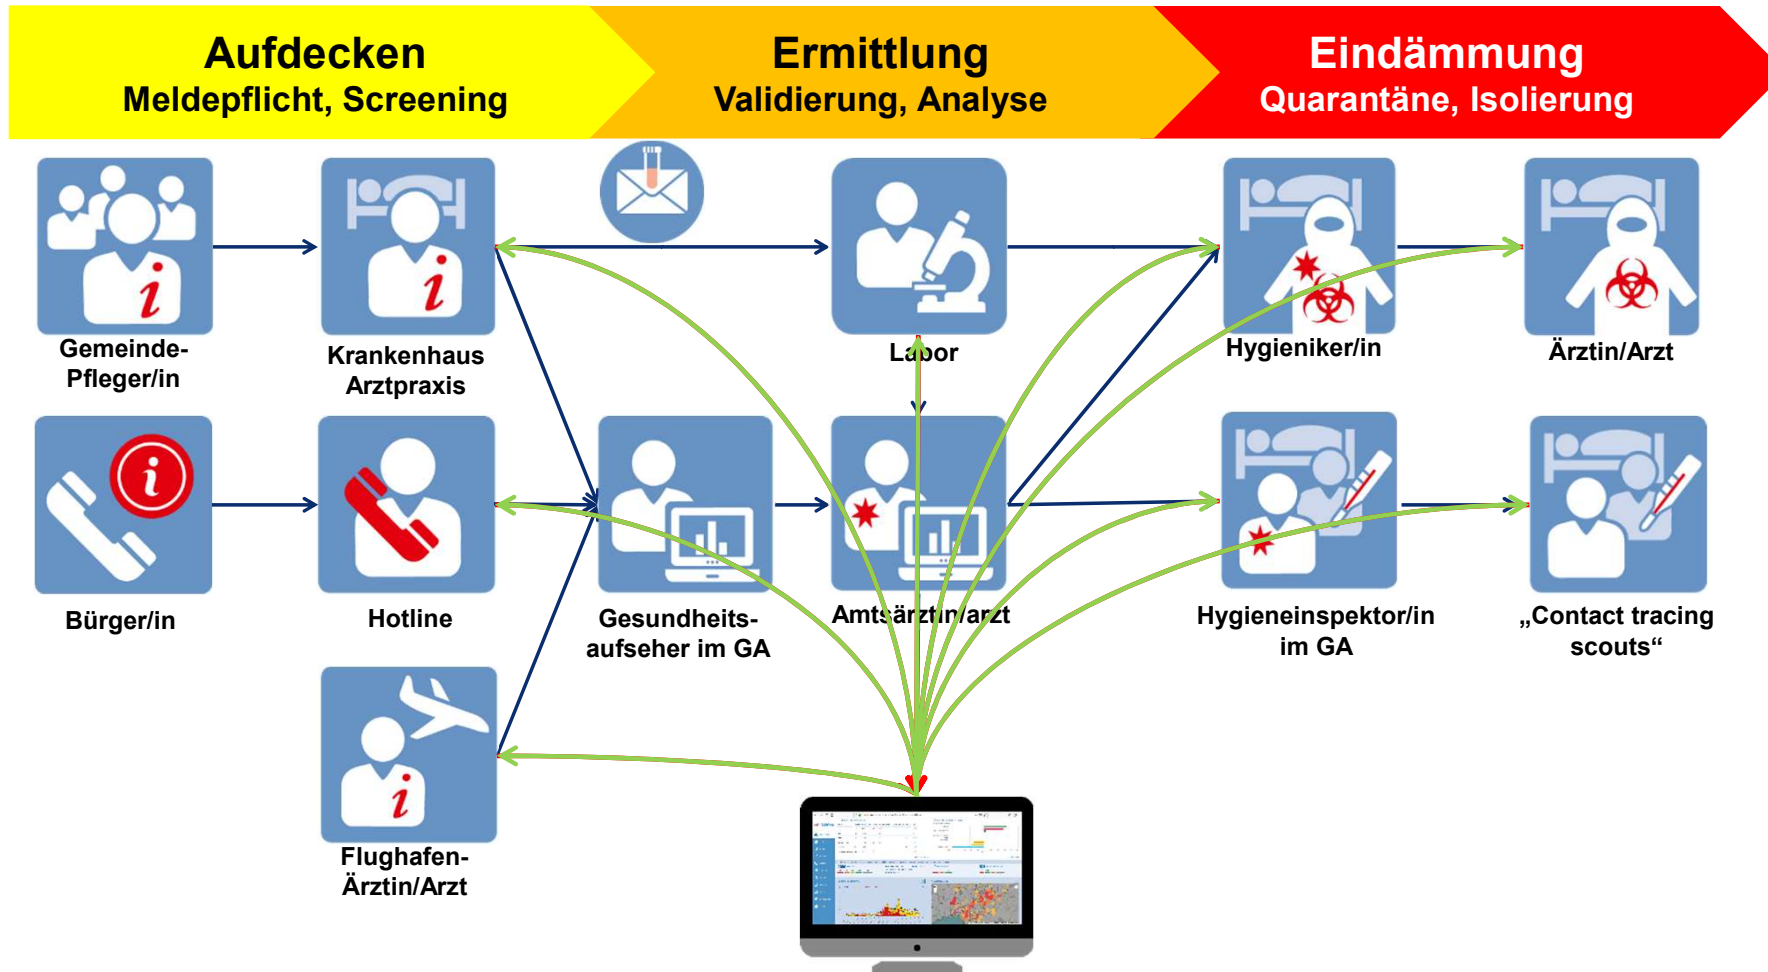 Aufdecken
Meldepflicht, Screening
Ermittlung
Validierung, Analyse
Eindämmung
Quarantäne, Isolierung
Gemeinde-
Pfleger/in
Krankenhaus
Arztpraxis
Labor
Hygieniker/in
Ärztin/Arzt
Bürger/in
Hotline
Gesundheits-
aufseher im GA
Amtsärztin/arzt
Hygieneinspektor/in
im GA
„Contact tracing
scouts“
Flughafen-
Ärztin/Arzt